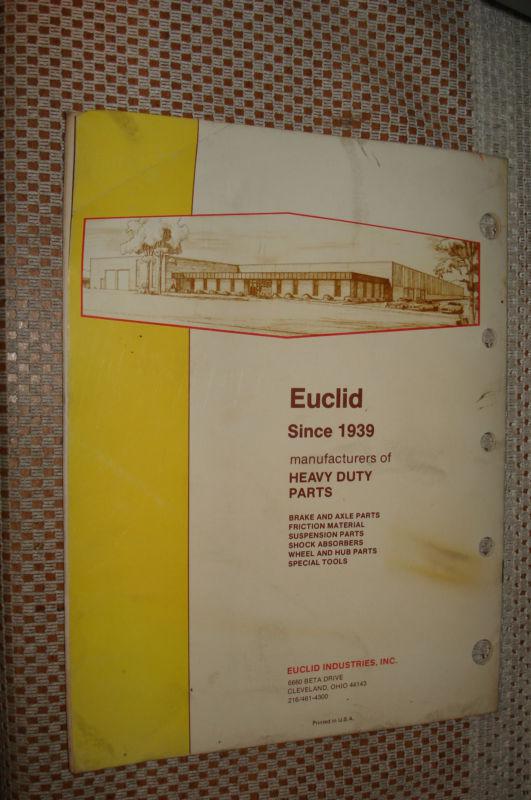 Euclid
Since 1939
manufacturers of
HEAVY DUTY
PARTS
BRAKE AND AXLE PARTS
FRICTION MATERIAL
SUSPENSION PARTS
SHOCK ABSORBERS
WHEEL AND HUB PARTS
SPECIAL TOOLS
EUCLID INDUSTRIES, INC.
6660 BETA DRIVE
CLEVELAND, OHIO 44143
216/461-4300
Printed in U.S.A.